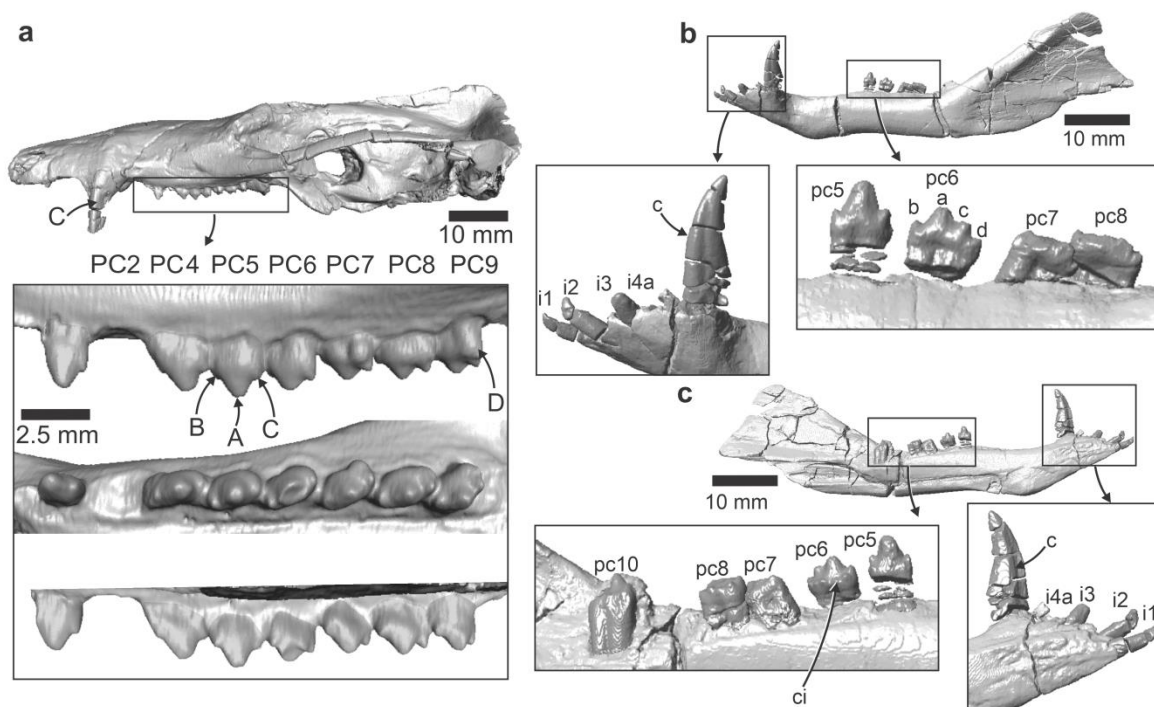 a
C
10 mm
PC2 PC4 PC5 PC6 PC7 PC8 PC9
B
A
C
D
2.5 mm
b
10 mm
c
i1
i2
i3
i4a
pc5
pc6
b
a
c
d
pc7
pc8
c
10 mm
pc10
pc8
pc7
pc6
pc5
ci
c
i4a
i3
i2
i1